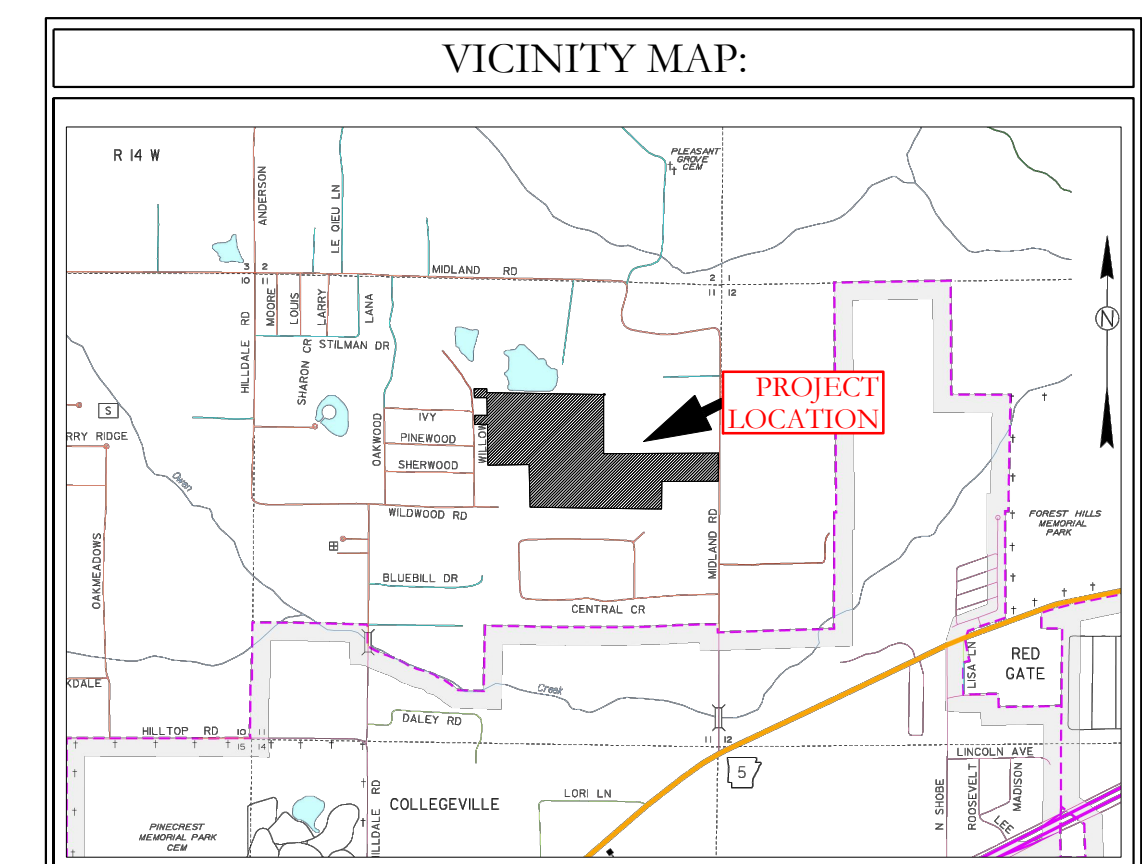 VICINITY MAP:
R 14 W
ANDERSON
LE QIEU LN
PLEASANT
GROVE
CEM
3 2
10 11
MIDLAND RD
2 1
11 12
MOORE
LOUIS
LARRY
LANA
HILLDALE RD
STILMAN DR
SHARON CR
N
PROJECT
LOCATION
S
RRY RIDGE
OAKWOOD
IVY
PINEWOOD
SHERWOOD
WILLOW
Owen
WILDWOOD RD
OAKMEADOWS
MIDLAND RD
FOREST HILLS
MEMORIAL
PARK
BLUEBILL DR
CENTRAL CR
LISA LN
RED
GATE
KDALE
Creek
DALEY RD
HILLTOP RD
10 11
15 14
11 12
LINCOLN AVE
5
LORI LN
COLLEGEVILLE
ILLDALE RD
N SHOBE
ROOSEVELT
MADISON
LEE
PINECREST
MEMORIAL PARK
CEM